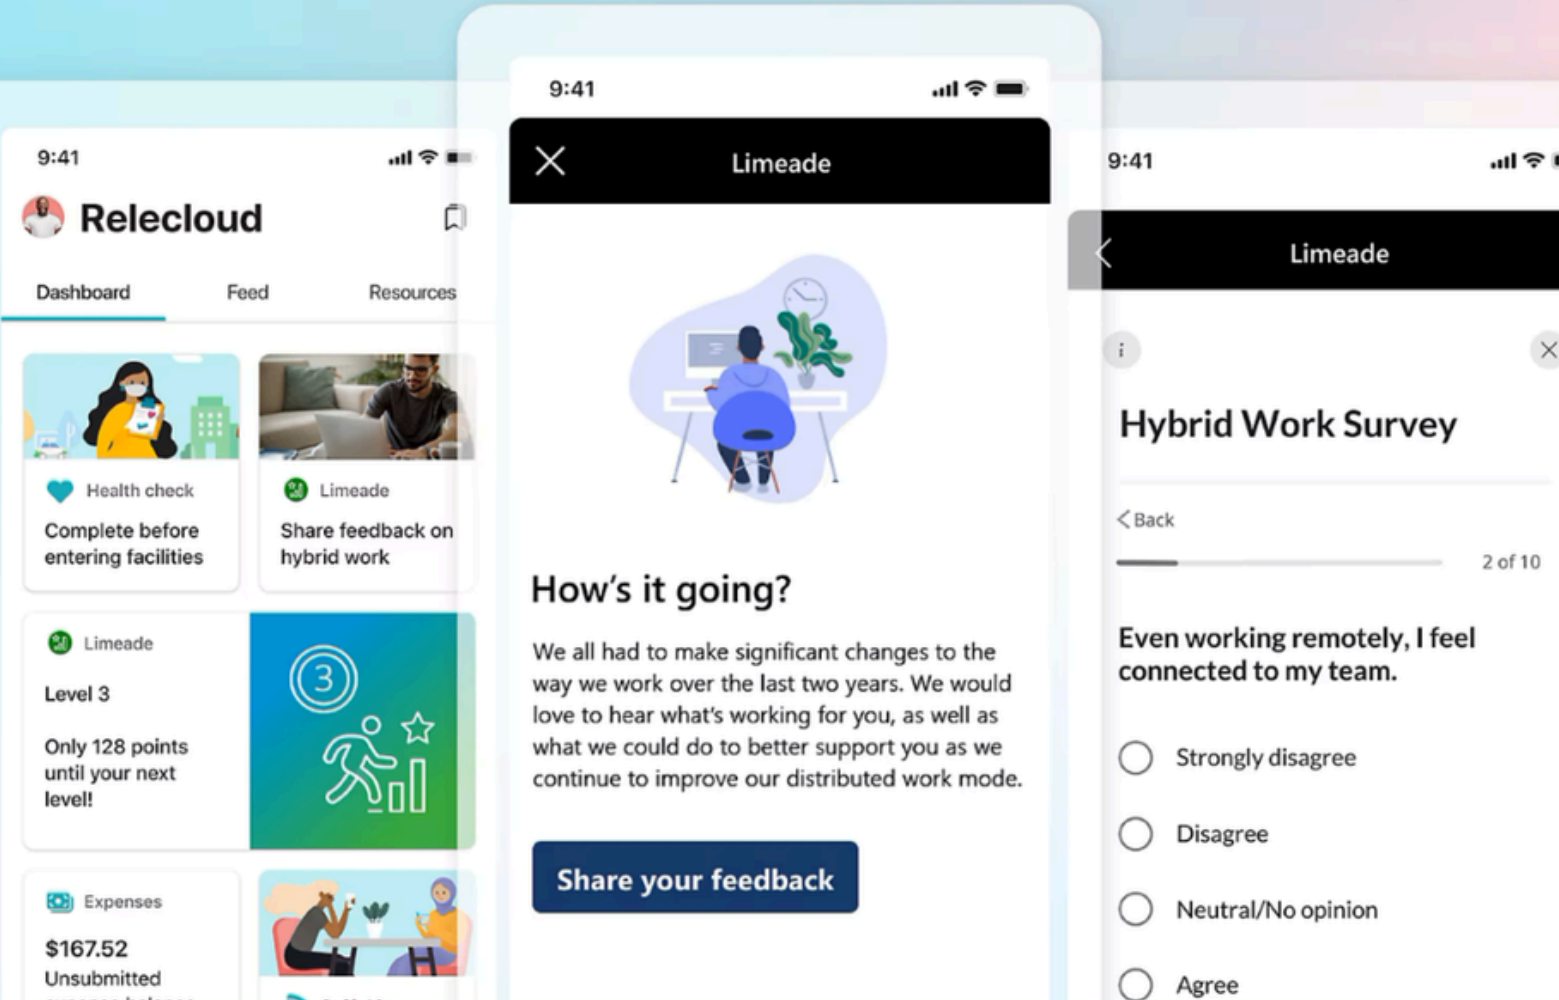 9:41
Relecloud
Dashboard
Feed
Resources
Health check
Complete before
entering facilities
Limeade
Share feedback on
hybrid work
Limeade
Level 3
Only 128 points
until your next
level!
3
Expenses
$167.52
Unsubmitted
9:41
Limeade
How's it going?
We all had to make significant changes to the
way we work over the last two years. We would
love to hear what's working for you, as well as
what we could do to better support you as we
continue to improve our distributed work mode.
Share your feedback
9:41
Limeade
i
Hybrid Work Survey
Back
2 of 10
Even working remotely, I feel
connected to my team.
Strongly disagree
Disagree
Neutral/No opinion
Agree